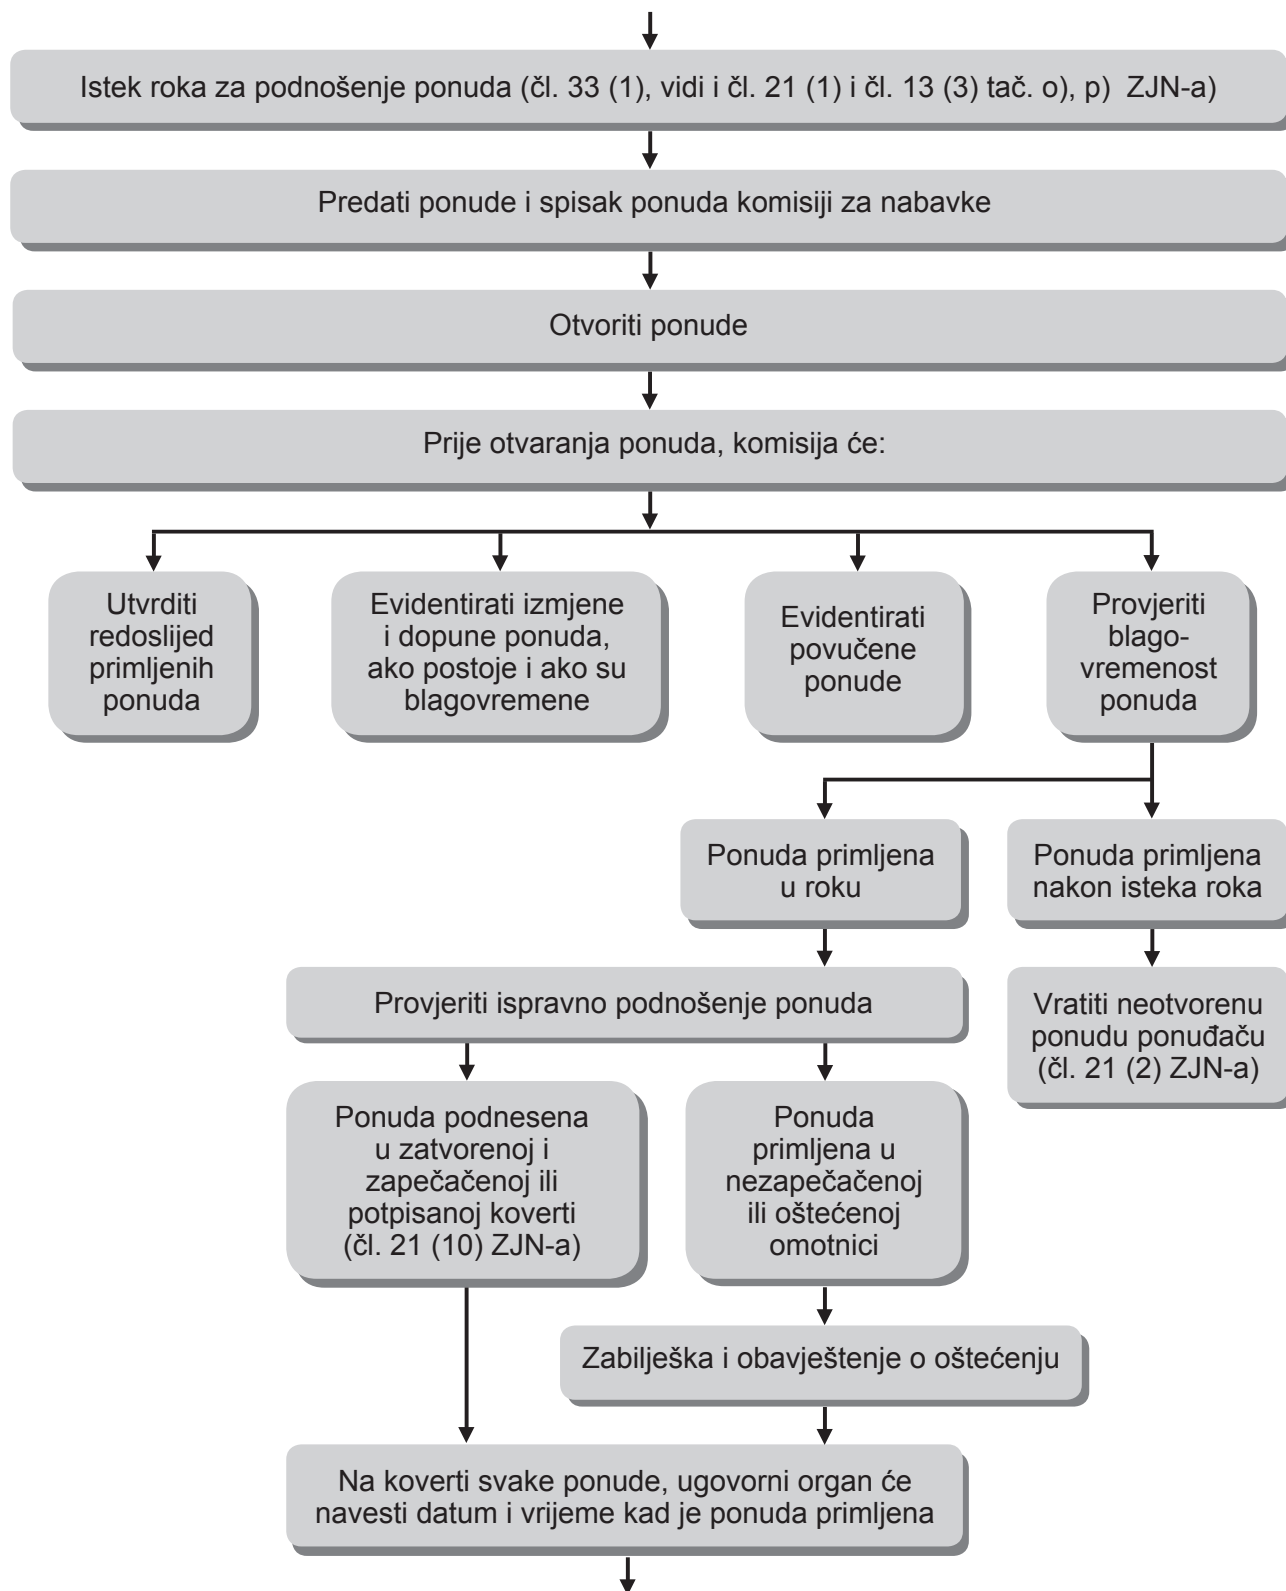 Istek roka za podnošenje ponuda (čl. 33 (1), vidi i čl. 21 (1) i čl. 13 (3) tač. o), p) ZJN-a)
Predati ponude i spisak ponuda komisiji za nabavke
Otvoriti ponude
Prije otvaranja ponuda, komisija će:
Utvrditi
redoslijed
primljenih
ponuda
Evidentirati izmjene
i dopune ponuda,
ako postoje i ako su
blagovremene
Evidentirati
povučene
ponude
Provjeriti
blago-
vremenost
ponuda
Ponuda primljena
u roku
Ponuda primljena
nakon isteka roka
Provjeriti ispravno podnošenje ponuda
Vratiti neotvorenu
ponudu ponuđaču
(čl. 21 (2) ZJN-a)
Ponuda podnesena
u zatvorenoj i
zapečačenoj ili
potpisanoj koverti
(čl. 21 (10) ZJN-a)
Ponuda
primljena u
nezapečačenoj
ili oštećenoj
omotnici
Zabilješka i obavještenje o oštećenju
Na koverti svake ponude, ugovorni organ će
navesti datum i vrijeme kad je ponuda primljena